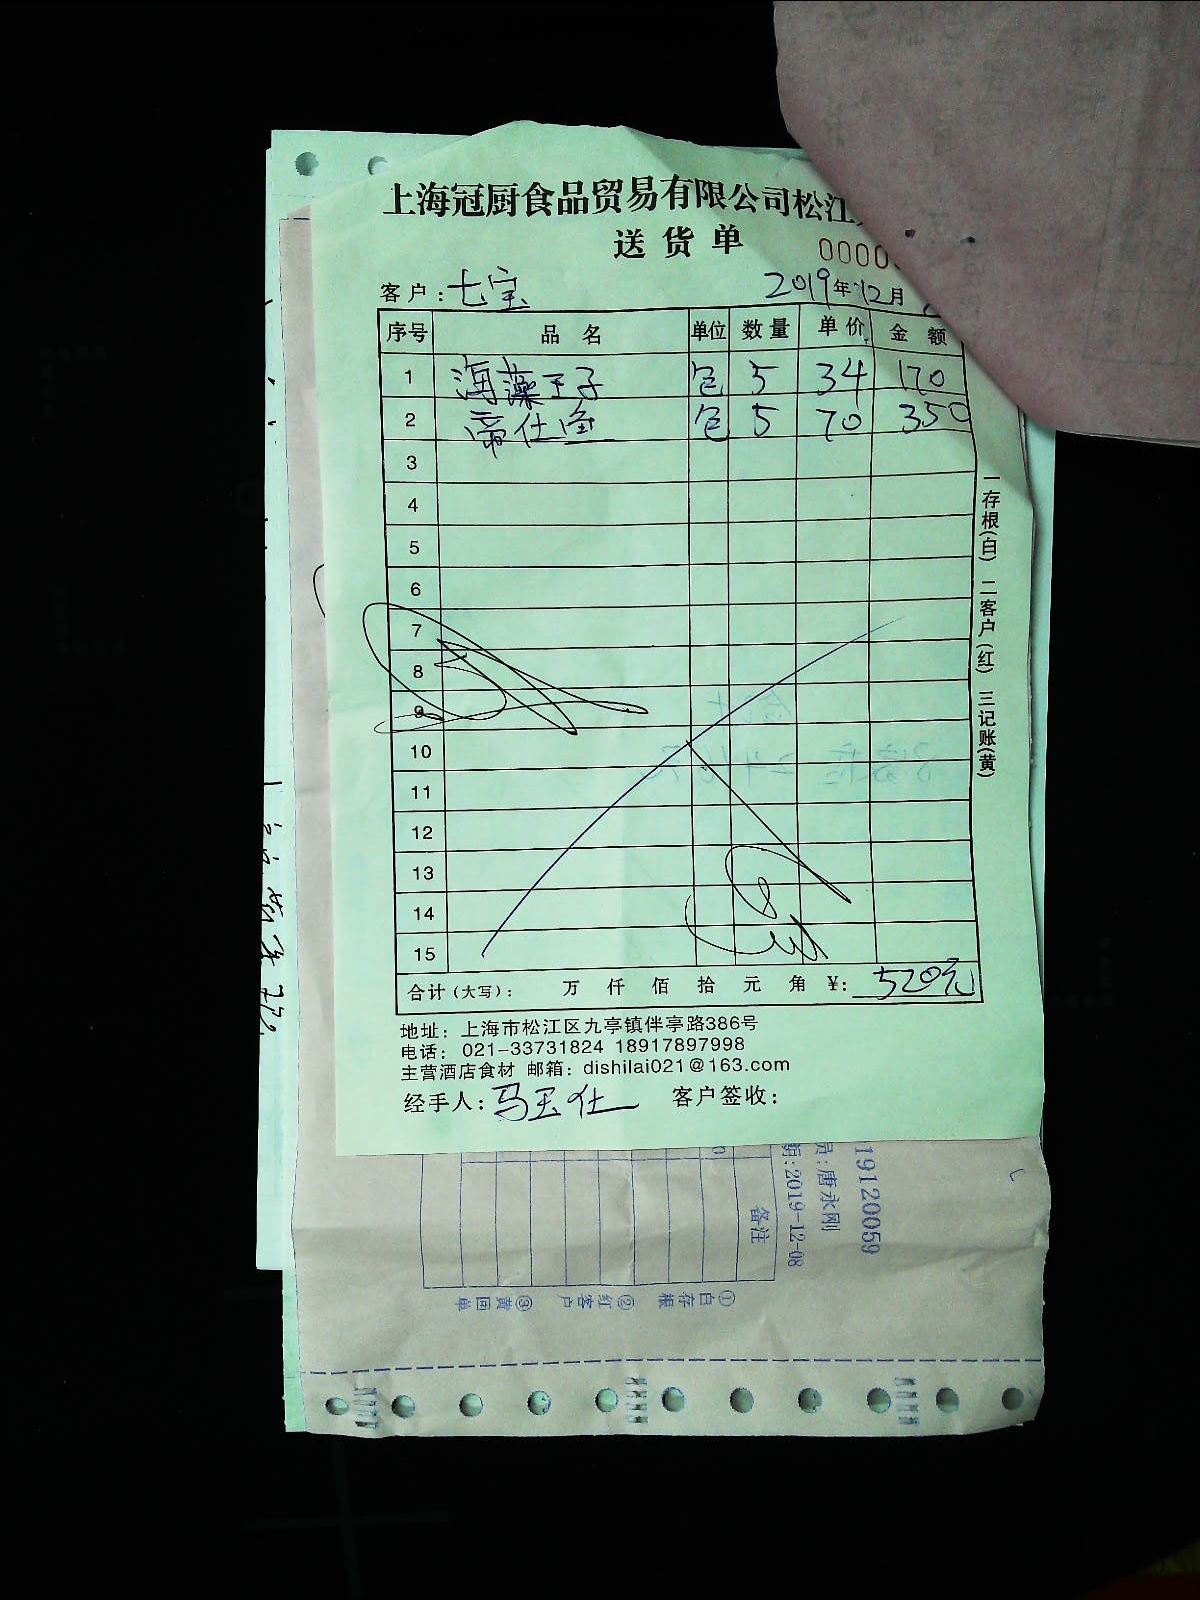 上海冠厨食品贸易有限公司松江
送货单
0000
客户：七宝 2019年12月
序号 品名 单位 数量 单价 金额
1 海藻王子 包 5 34 170
2 帝仕鱼 包 5 70 350
3
4
5
6
7
8
9
10
11
12
13
14
15
合计（大写）： 万 仟 佰 拾 元 角 ¥：520元
地址：上海市松江区九亭镇伴亭路386号
电话：021-33731824 18917897998
主营酒店食材 邮箱：dishilai021@163.com
经手人：马玉仕 客户签收：
一存根(白) 二客户(红) 三记账(黄)
19120059
员:唐永刚
期:2019-12-08
备注
①白存根 ②红客户 ③黄回单